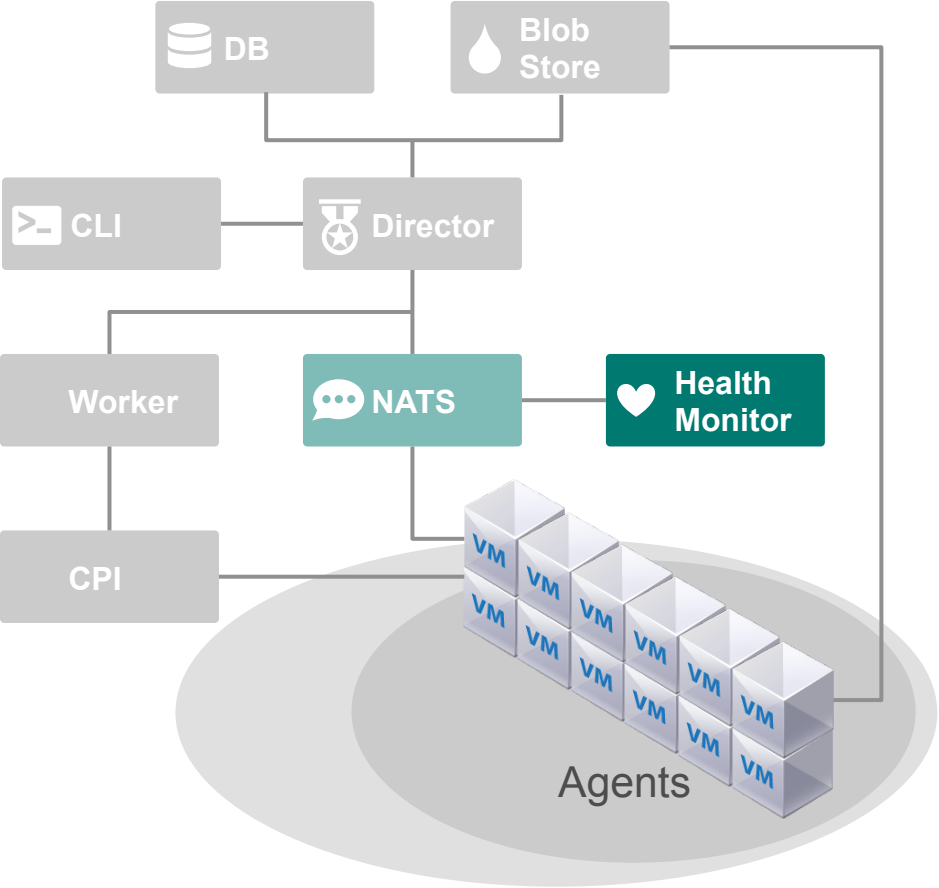 DB
Blob
Store
CLI
Director
Worker
NATS
Health
Monitor
CPI
VM
VM
VM
VM
VM
VM
VM
VM
VM
VM
VM
VM
Agents